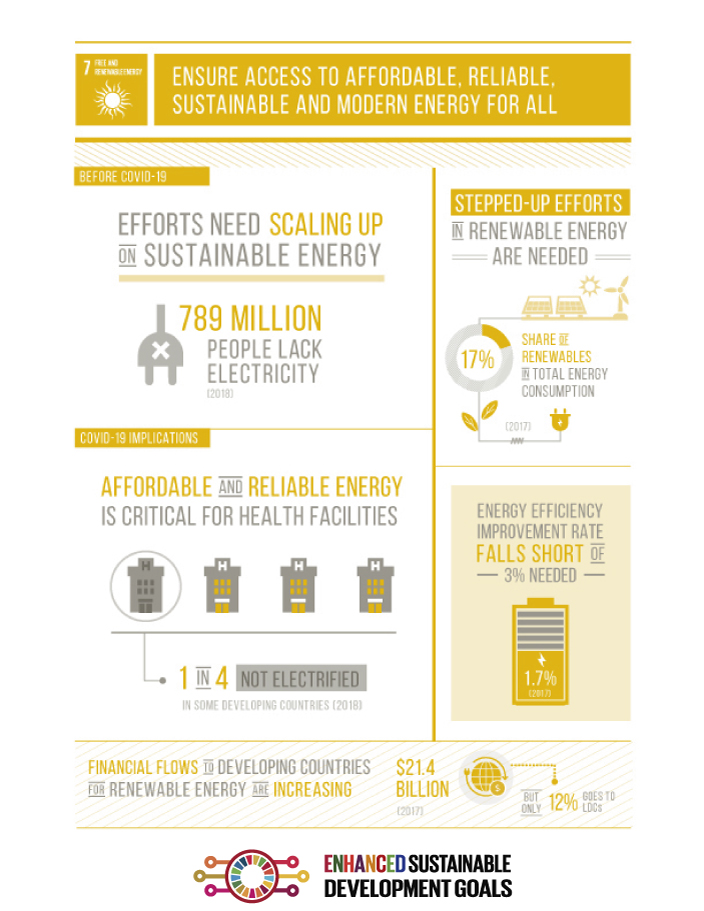 7 FREE AND
RENEWABLEENERGY
ENSURE ACCESS TO AFFORDABLE, RELIABLE,
SUSTAINABLE AND MODERN ENERGY FOR ALL
BEFORE COVID-19
EFFORTS NEED SCALING UP
ON SUSTAINABLE ENERGY
789 MILLION
PEOPLE LACK
ELECTRICITY
(2018)
COVID-19 IMPLICATIONS
AFFORDABLE AND RELIABLE ENERGY
IS CRITICAL FOR HEALTH FACILITIES
H H H H
1 IN 4 NOT ELECTRIFIED
IN SOME DEVELOPING COUNTRIES (2018)
STEPPED-UP EFFORTS
IN RENEWABLE ENERGY
ARE NEEDED
17%
SHARE OF
RENEWABLES
IN TOTAL ENERGY
CONSUMPTION
(2017)
ENERGY EFFICIENCY
IMPROVEMENT RATE
FALLS SHORT OF
3% NEEDED
1.7%
(2017)
FINANCIAL FLOWS TO DEVELOPING COUNTRIES
FOR RENEWABLE ENERGY ARE INCREASING
$21.4
BILLION
(2017)
$
BUT
ONLY
12%
GOES TO
LDCs
ENHANCED SUSTAINABLE
DEVELOPMENT GOALS